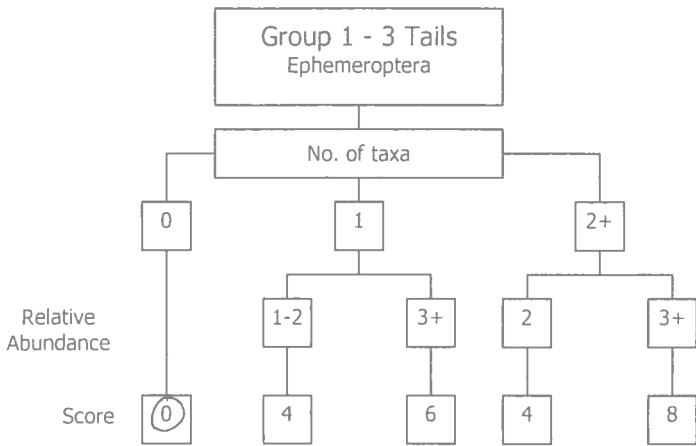 Group 1 - 3 Tails
Ephemeroptera
No. of taxa
0 1 2+
Relative
Abundance
1-2 3+ 2 3+
Score 0 4 6 4 8